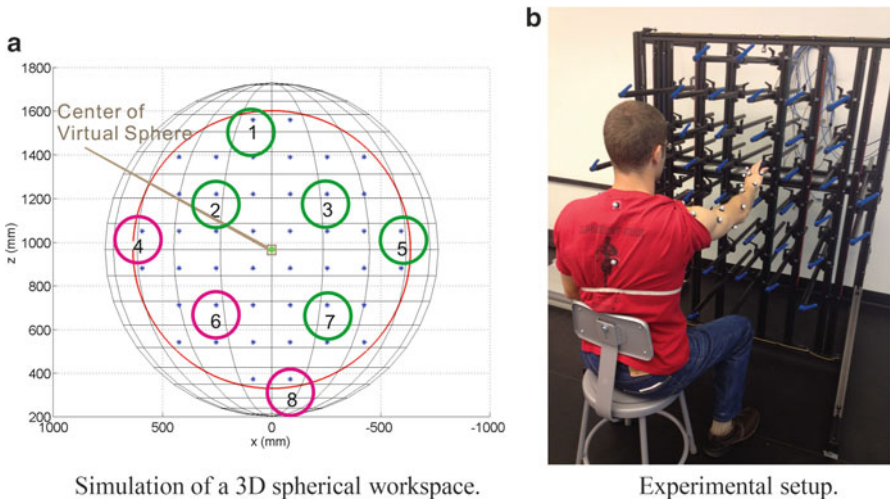 a
1800
1600
1400
1200
1000
800
600
400
200
z (mm)
Center of
Virtual Sphere
1
2
3
4
5
6
7
8
1000
500
0
-500
-1000
x (mm)
Simulation of a 3D spherical workspace.
b
Experimental setup.